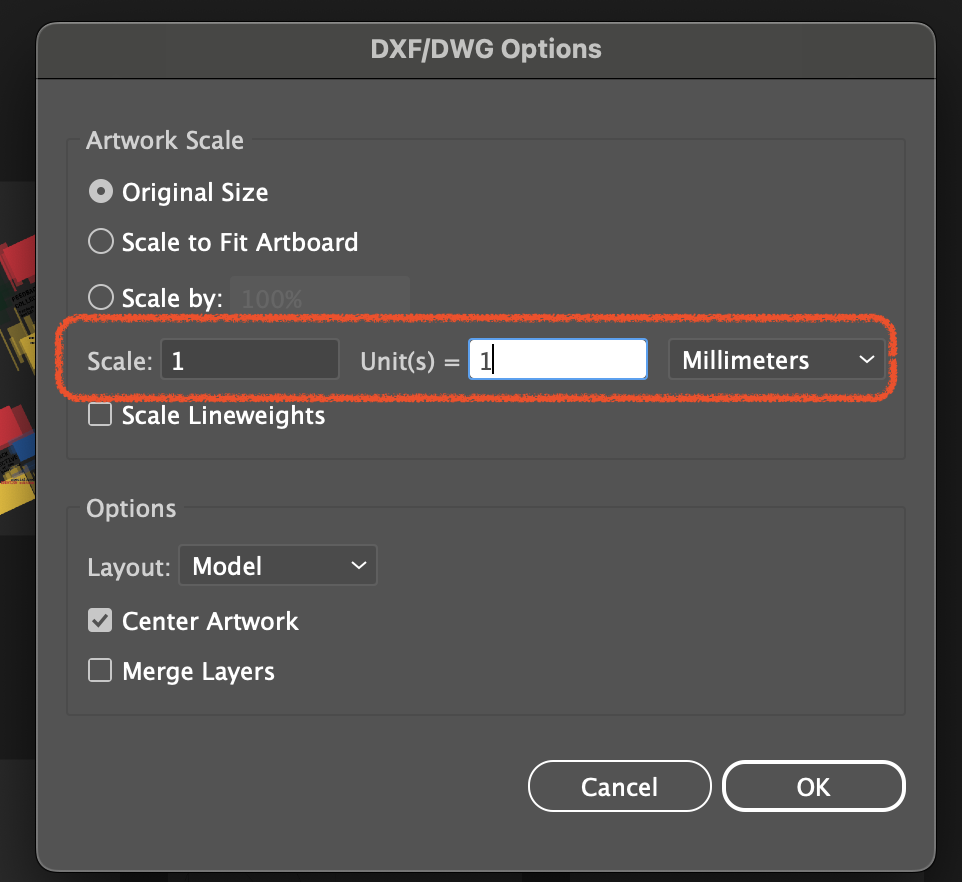 DXF/DWG Options
Artwork Scale
Original Size
Scale to Fit Artboard
Scale by: 100%
Scale: 1 Unit(s) = 1 Millimeters
Scale Lineweights
Options
Layout: Model
Center Artwork
Merge Layers
Cancel OK